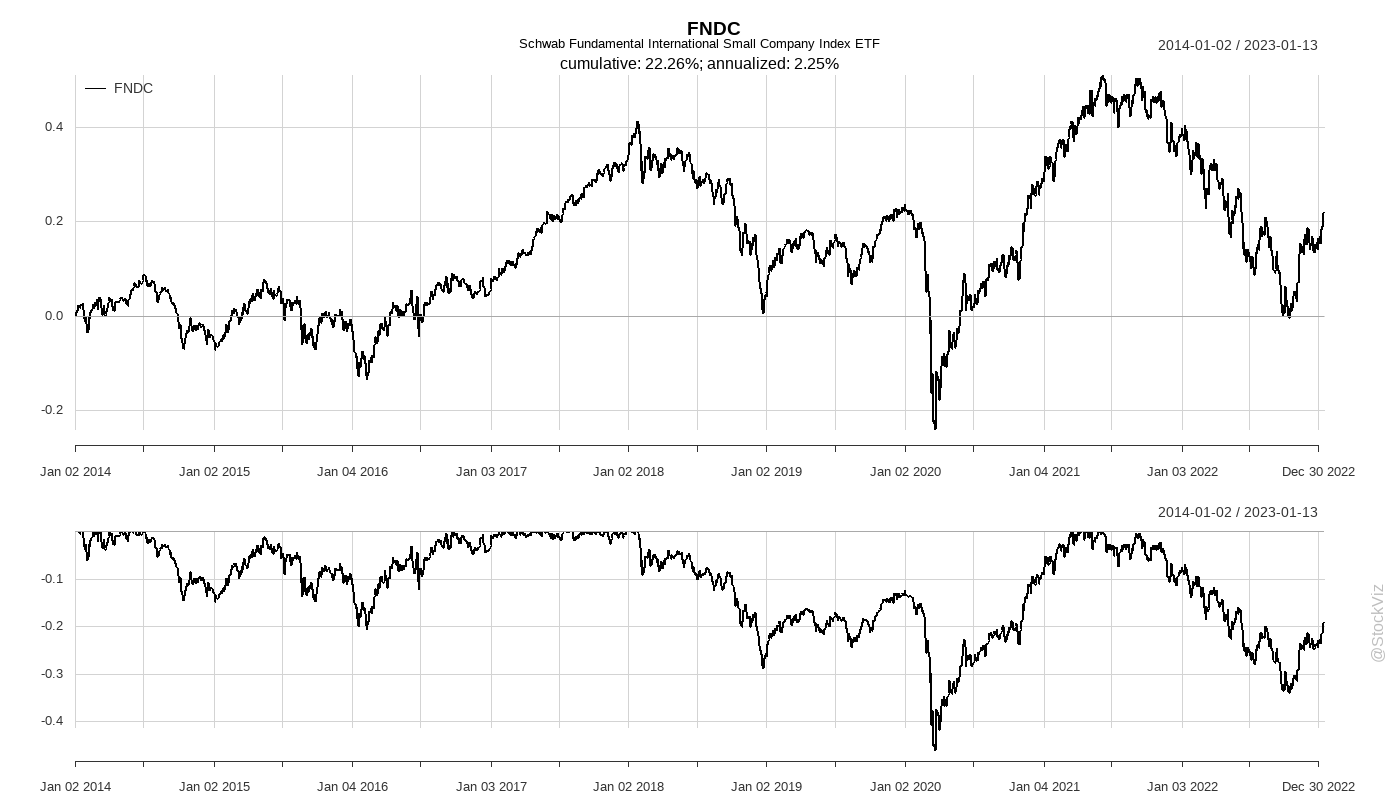 FNDC
Schwab Fundamental International Small Company Index ETF
2014-01-02 / 2023-01-13
cumulative: 22.26%; annualized: 2.25%
FNDC
0.4
0.2
0.0
-0.2
Jan 02 2014 Jan 02 2015 Jan 04 2016 Jan 03 2017 Jan 02 2018 Jan 02 2019 Jan 02 2020 Jan 04 2021 Jan 03 2022 Dec 30 2022
2014-01-02 / 2023-01-13
-0.1
-0.2
-0.3
-0.4
Jan 02 2014 Jan 02 2015 Jan 04 2016 Jan 03 2017 Jan 02 2018 Jan 02 2019 Jan 02 2020 Jan 04 2021 Jan 03 2022 Dec 30 2022
@StockViz